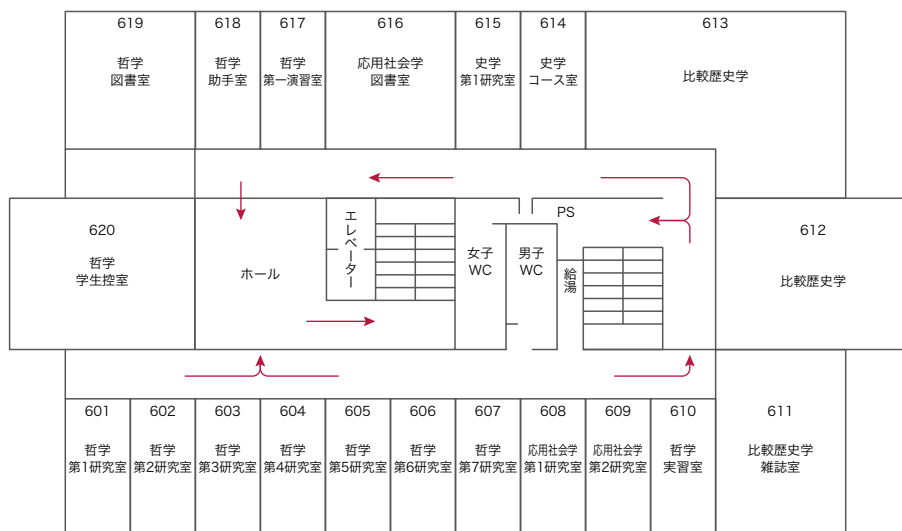 619
哲学
図書室
618
哲学
助手室
617
哲学
第一演習室
616
応用社会学
図書室
615
史学
第1研究室
614
史学
コース室
613
比較歴史学
620
哲学
学生控室
ホール
エレベーター
女子
WC
男子
WC
PS
給湯
612
比較歴史学
601
哲学
第1研究室
602
哲学
第2研究室
603
哲学
第3研究室
604
哲学
第4研究室
605
哲学
第5研究室
606
哲学
第6研究室
607
哲学
第7研究室
608
応用社会学
第1研究室
609
応用社会学
第2研究室
610
哲学
実習室
611
比較歴史学
雑誌室